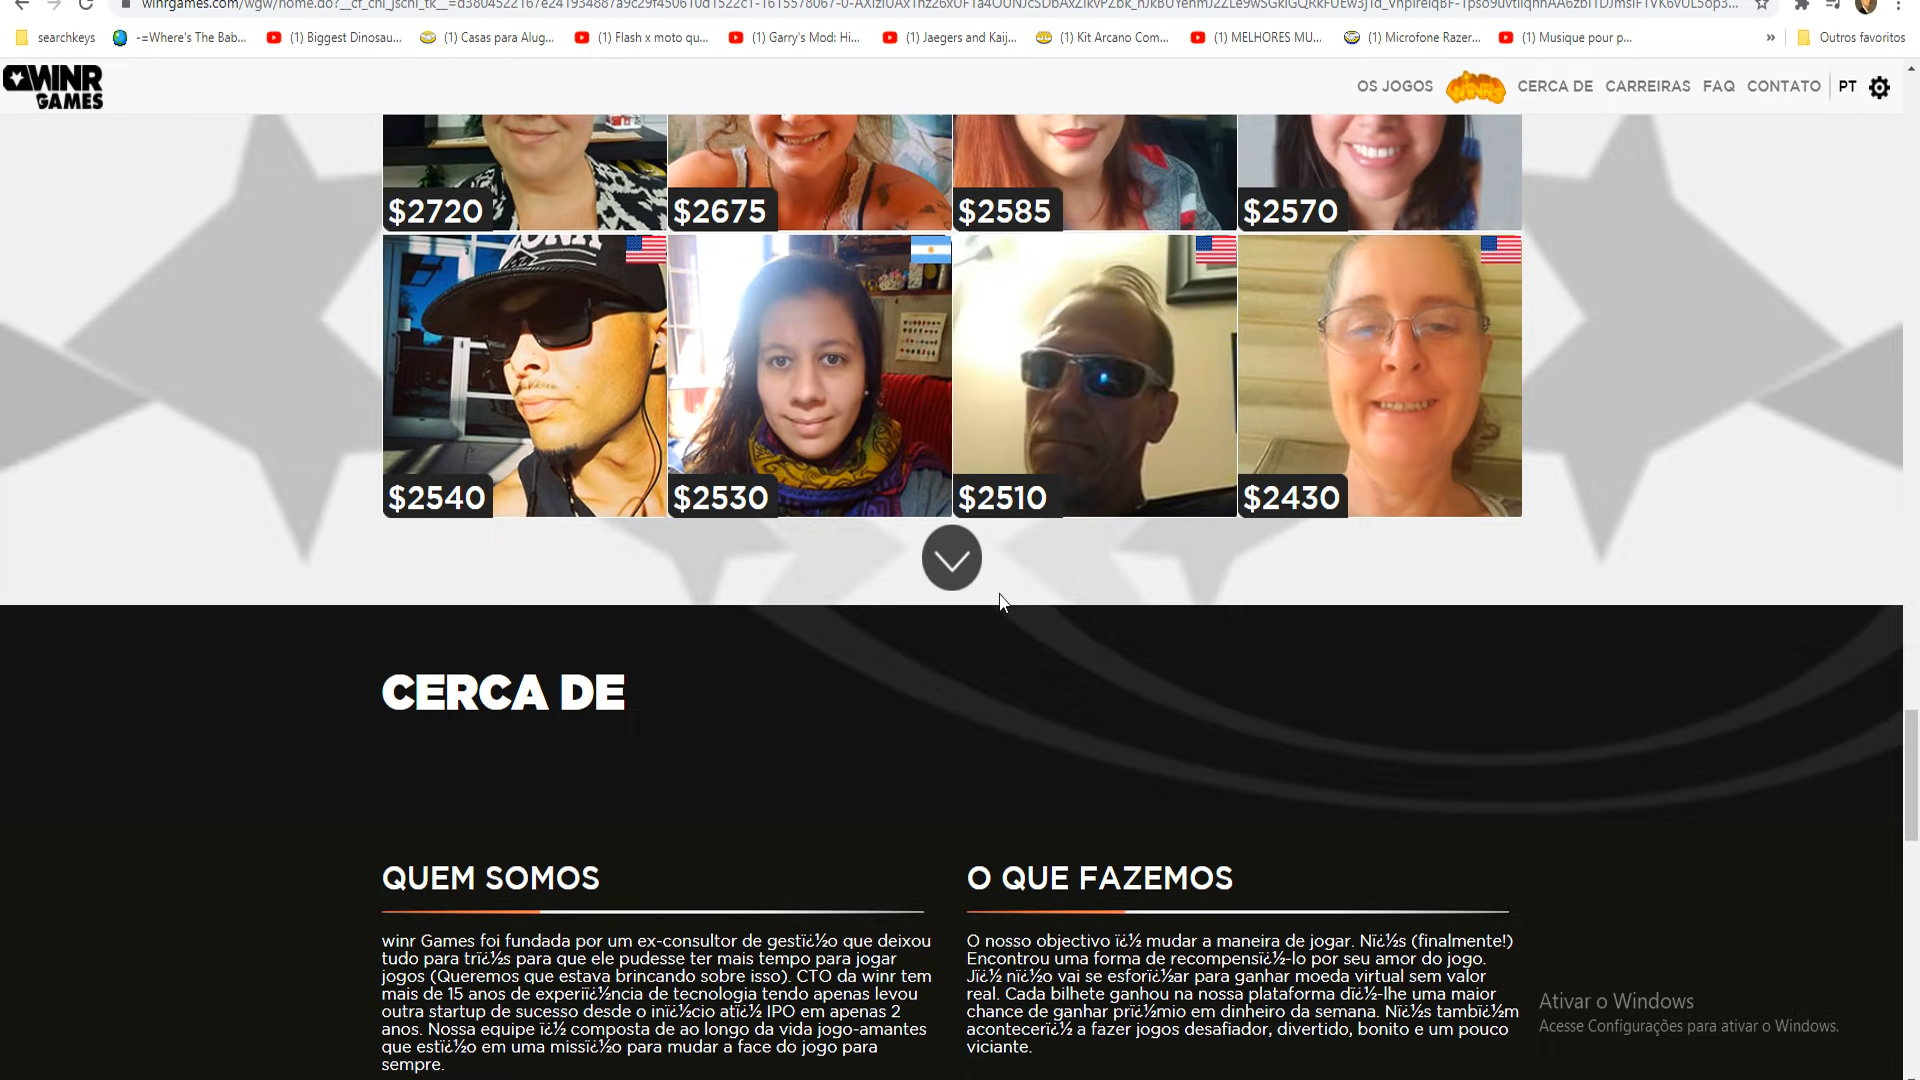 winrgames.com/wgw/home.do?__cf_chl_jschl_tk__=
searchkeys
-=Where's The Bab...
(1) Biggest Dinosau...
(1) Casas para Alug...
(1) Flash x moto qu...
(1) Garry's Mod: Hi...
(1) Jaegers and Kaij...
(1) Kit Arcano Com...
(1) MELHORES MU...
(1) Microfone Razer...
(1) Musique pour p...
»
Outros favoritos
WINR
GAMES
OS JOGOS
CERCA DE
CARREIRAS
FAQ
CONTATO
PT
$2720
$2675
$2585
$2570
$2540
$2530
$2510
$2430
CERCA DE
QUEM SOMOS
winr Games foi fundada por um ex-consultor de gestï¿½o que deixou
tudo para trï¿½s para que ele pudesse ter mais tempo para jogar
jogos (Queremos que estava brincando sobre isso). CTO da winr tem
mais de 15 anos de experiï¿½ncia de tecnologia tendo apenas levou
outra startup de sucesso desde o inï¿½cio atï¿½ IPO em apenas 2
anos. Nossa equipe ï¿½ composta de ao longo da vida jogo-amantes
que estï¿½o em uma missï¿½o para mudar a face do jogo para
sempre.
O QUE FAZEMOS
O nosso objectivo ï¿½ mudar a maneira de jogar. Nï¿½s (finalmente!)
Encontrou uma forma de recompensï¿½-lo por seu amor do jogo.
Jï¿½ nï¿½o vai se esforï¿½ar para ganhar moeda virtual sem valor
real. Cada bilhete ganhou na nossa plataforma dï¿½-lhe uma maior
chance de ganhar prï¿½mio em dinheiro da semana. Nï¿½s tambï¿½m
acontecerï¿½ a fazer jogos desafiador, divertido, bonito e um pouco
viciante.
Ativar o Windows
Acesse Configurações para ativar o Windows.